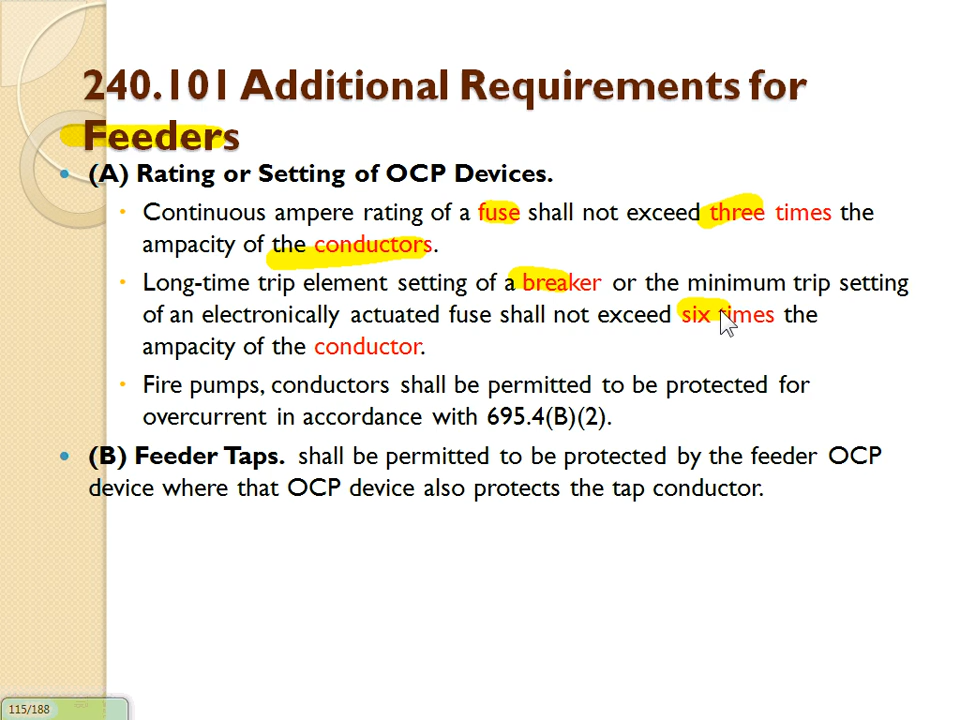 240.101 Additional Requirements for
Feeders
• (A) Rating or Setting of OCP Devices.
• Continuous ampere rating of a fuse shall not exceed three times the
ampacity of the conductors.
• Long-time trip element setting of a breaker or the minimum trip setting
of an electronically actuated fuse shall not exceed six times the
ampacity of the conductor.
• Fire pumps, conductors shall be permitted to be protected for
overcurrent in accordance with 695.4(B)(2).
• (B) Feeder Taps. shall be permitted to be protected by the feeder OCP
device where that OCP device also protects the tap conductor.
115/188